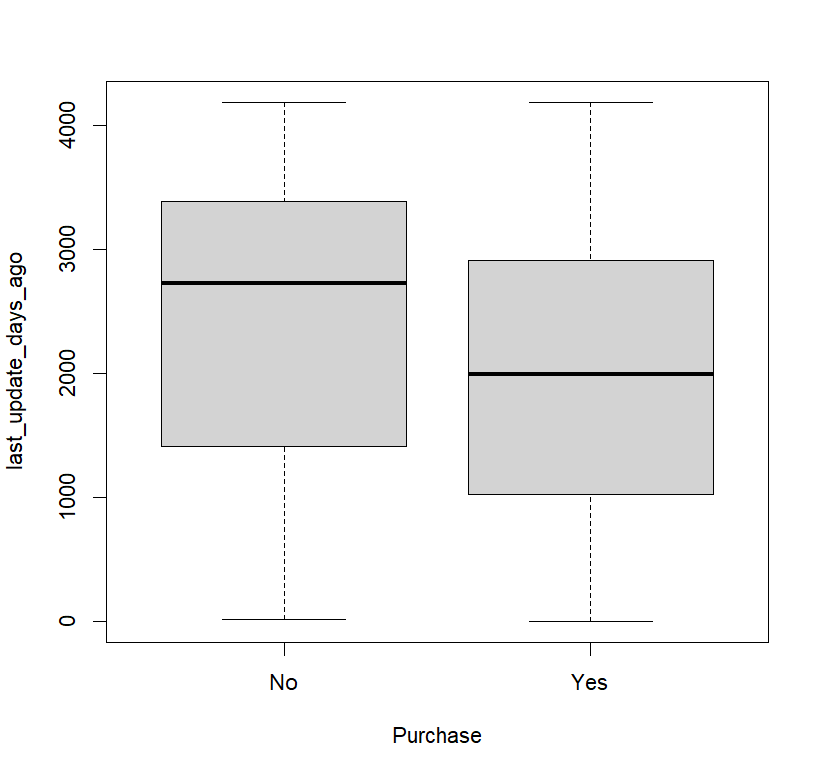 last_update_days_ago
4000
3000
2000
1000
0
No
Yes
Purchase